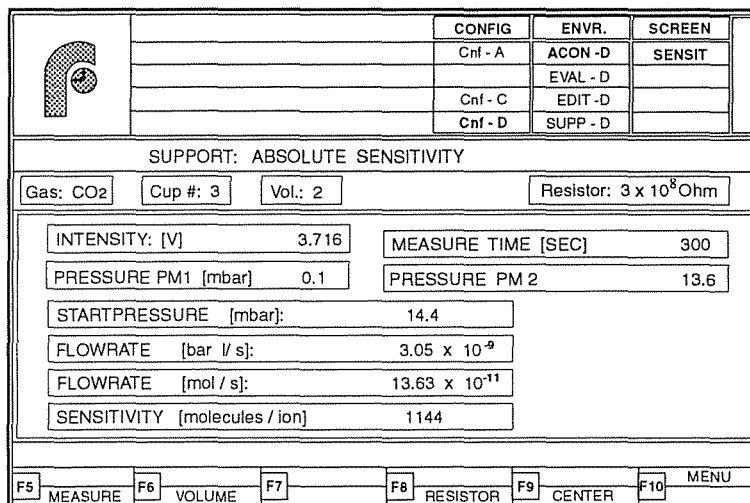 CONFIG ENVR. SCREEN
Cnf - A ACON -D SENSIT
EVAL - D
Cnf - C EDIT -D
Cnf - D SUPP - D
SUPPORT: ABSOLUTE SENSITIVITY
Gas: CO2 Cup #: 3 Vol.: 2 Resistor: 3 x 10⁸ Ohm
INTENSITY: [V] 3.716 MEASURE TIME [SEC] 300
PRESSURE PM1 [mbar] 0.1 PRESSURE PM 2 13.6
STARTPRESSURE [mbar]: 14.4
FLOWRATE [bar l/ s]: 3.05 x 10⁻⁹
FLOWRATE [mol / s]: 13.63 x 10⁻¹¹
SENSITIVITY [molecules / ion] 1144
F5 MEASURE F6 VOLUME F7 F8 RESISTOR F9 CENTER F10 MENU